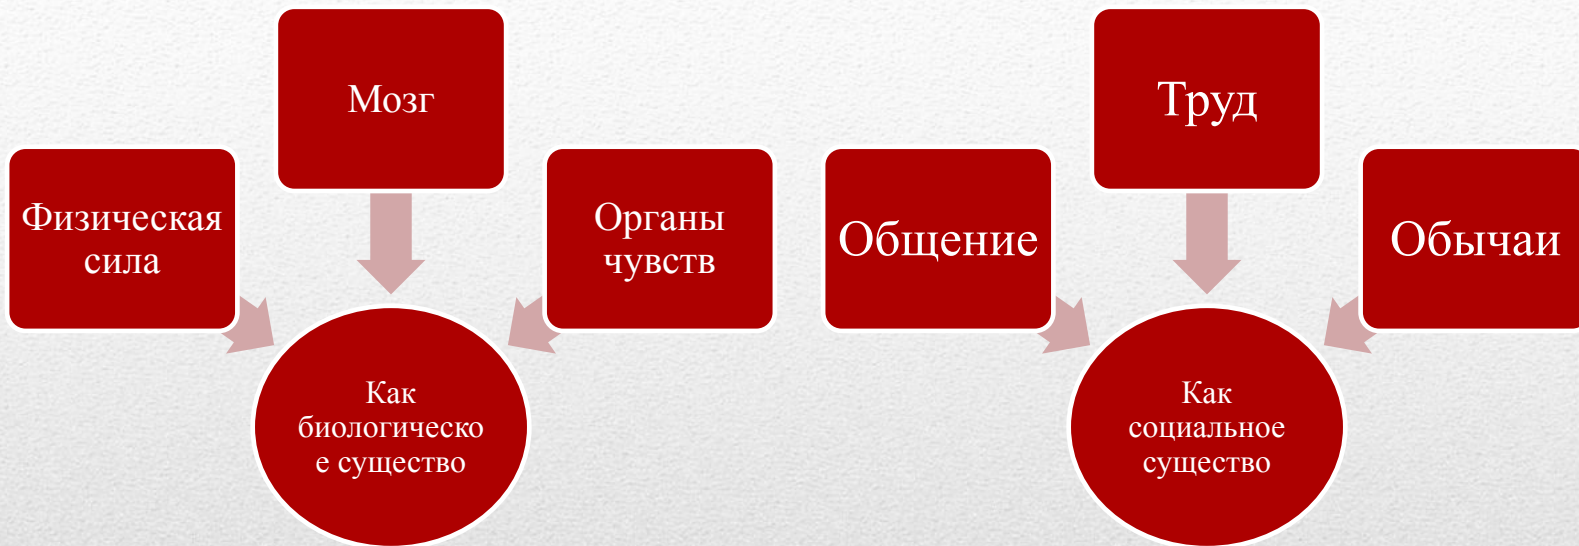 Мозг
Физическая
сила
Органы
чувств
Как
биологическо
е существо
Труд
Общение
Обычаи
Как
социальное
существо